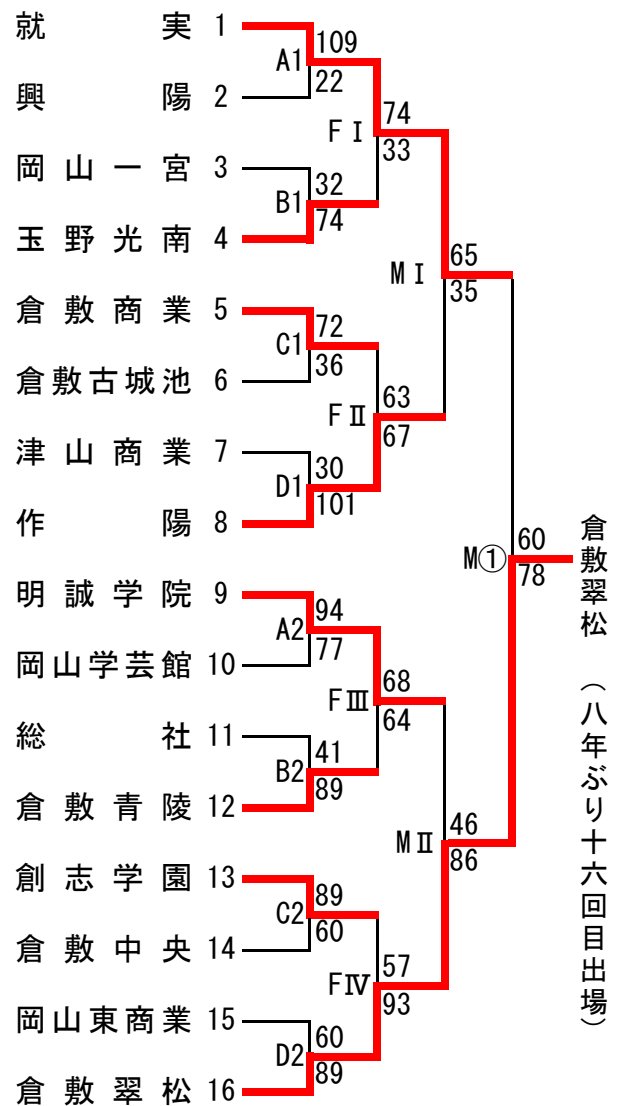 就実 1
109
A1
22
興陽 2
74
FⅠ
33
岡山一宮 3
32
B1
74
玉野光南 4
65
MⅠ
35
倉敷商業 5
72
C1
36
倉敷古城池 6
63
FⅡ
67
津山商業 7
30
D1
101
作陽 8
60
M①
78
倉敷翠松 (八年ぶり十六回目出場)
明誠学院 9
94
A2
77
岡山学芸館 10
68
FⅢ
64
総社 11
41
B2
89
倉敷青陵 12
46
MⅡ
86
創志学園 13
89
C2
60
倉敷中央 14
57
FⅣ
93
岡山東商業 15
60
D2
89
倉敷翠松 16